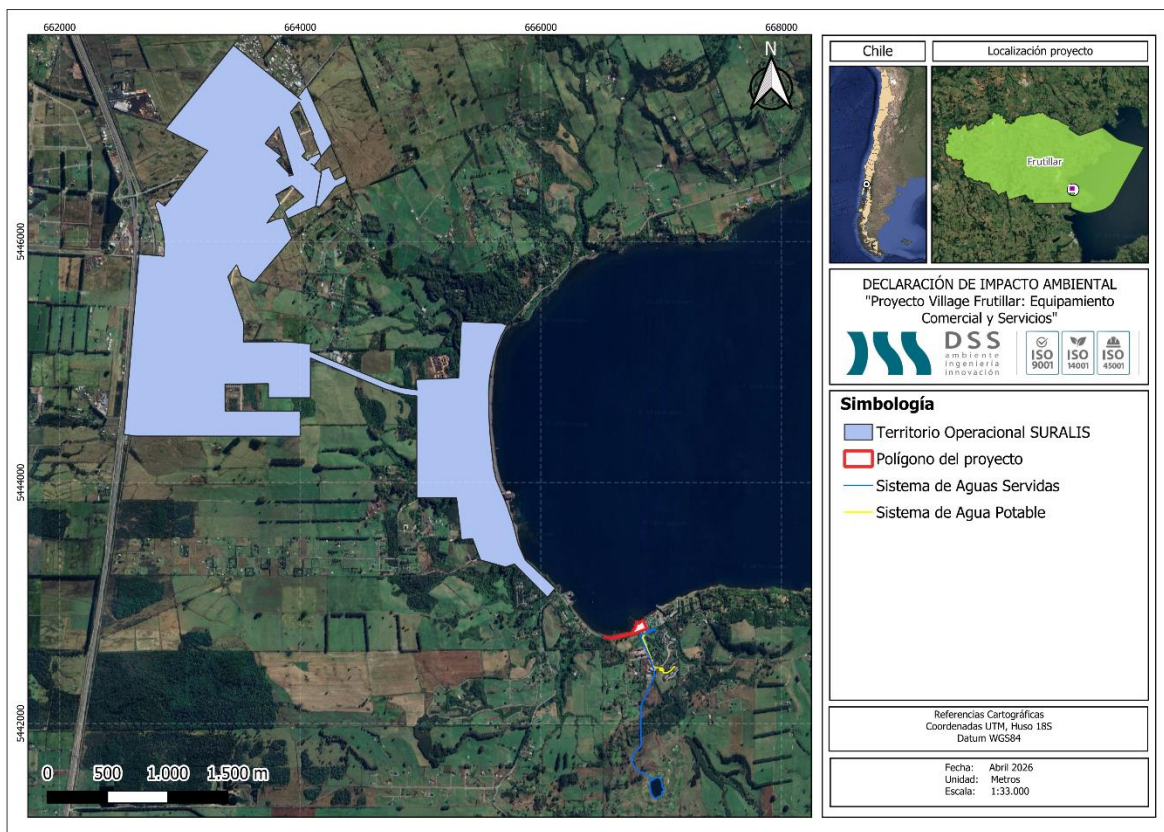 662000
664000
666000
668000
5446000
5444000
5442000
N
0 500 1.000 1.500 m
Chile
Localización proyecto
Frutillar
DECLARACIÓN DE IMPACTO AMBIENTAL
"Proyecto Village Frutillar: Equipamiento
Comercial y Servicios"
DSS
ambiente
ingeniería
innovación
ISO
9001
ISO
14001
ISO
45001
Simbología
Territorio Operacional SURALIS
Polígono del proyecto
Sistema de Aguas Servidas
Sistema de Agua Potable
Referencias Cartográficas
Coordenadas UTM, Huso 18S
Datum WGS84
Fecha: Abril 2026
Unidad: Metros
Escala: 1:33.000